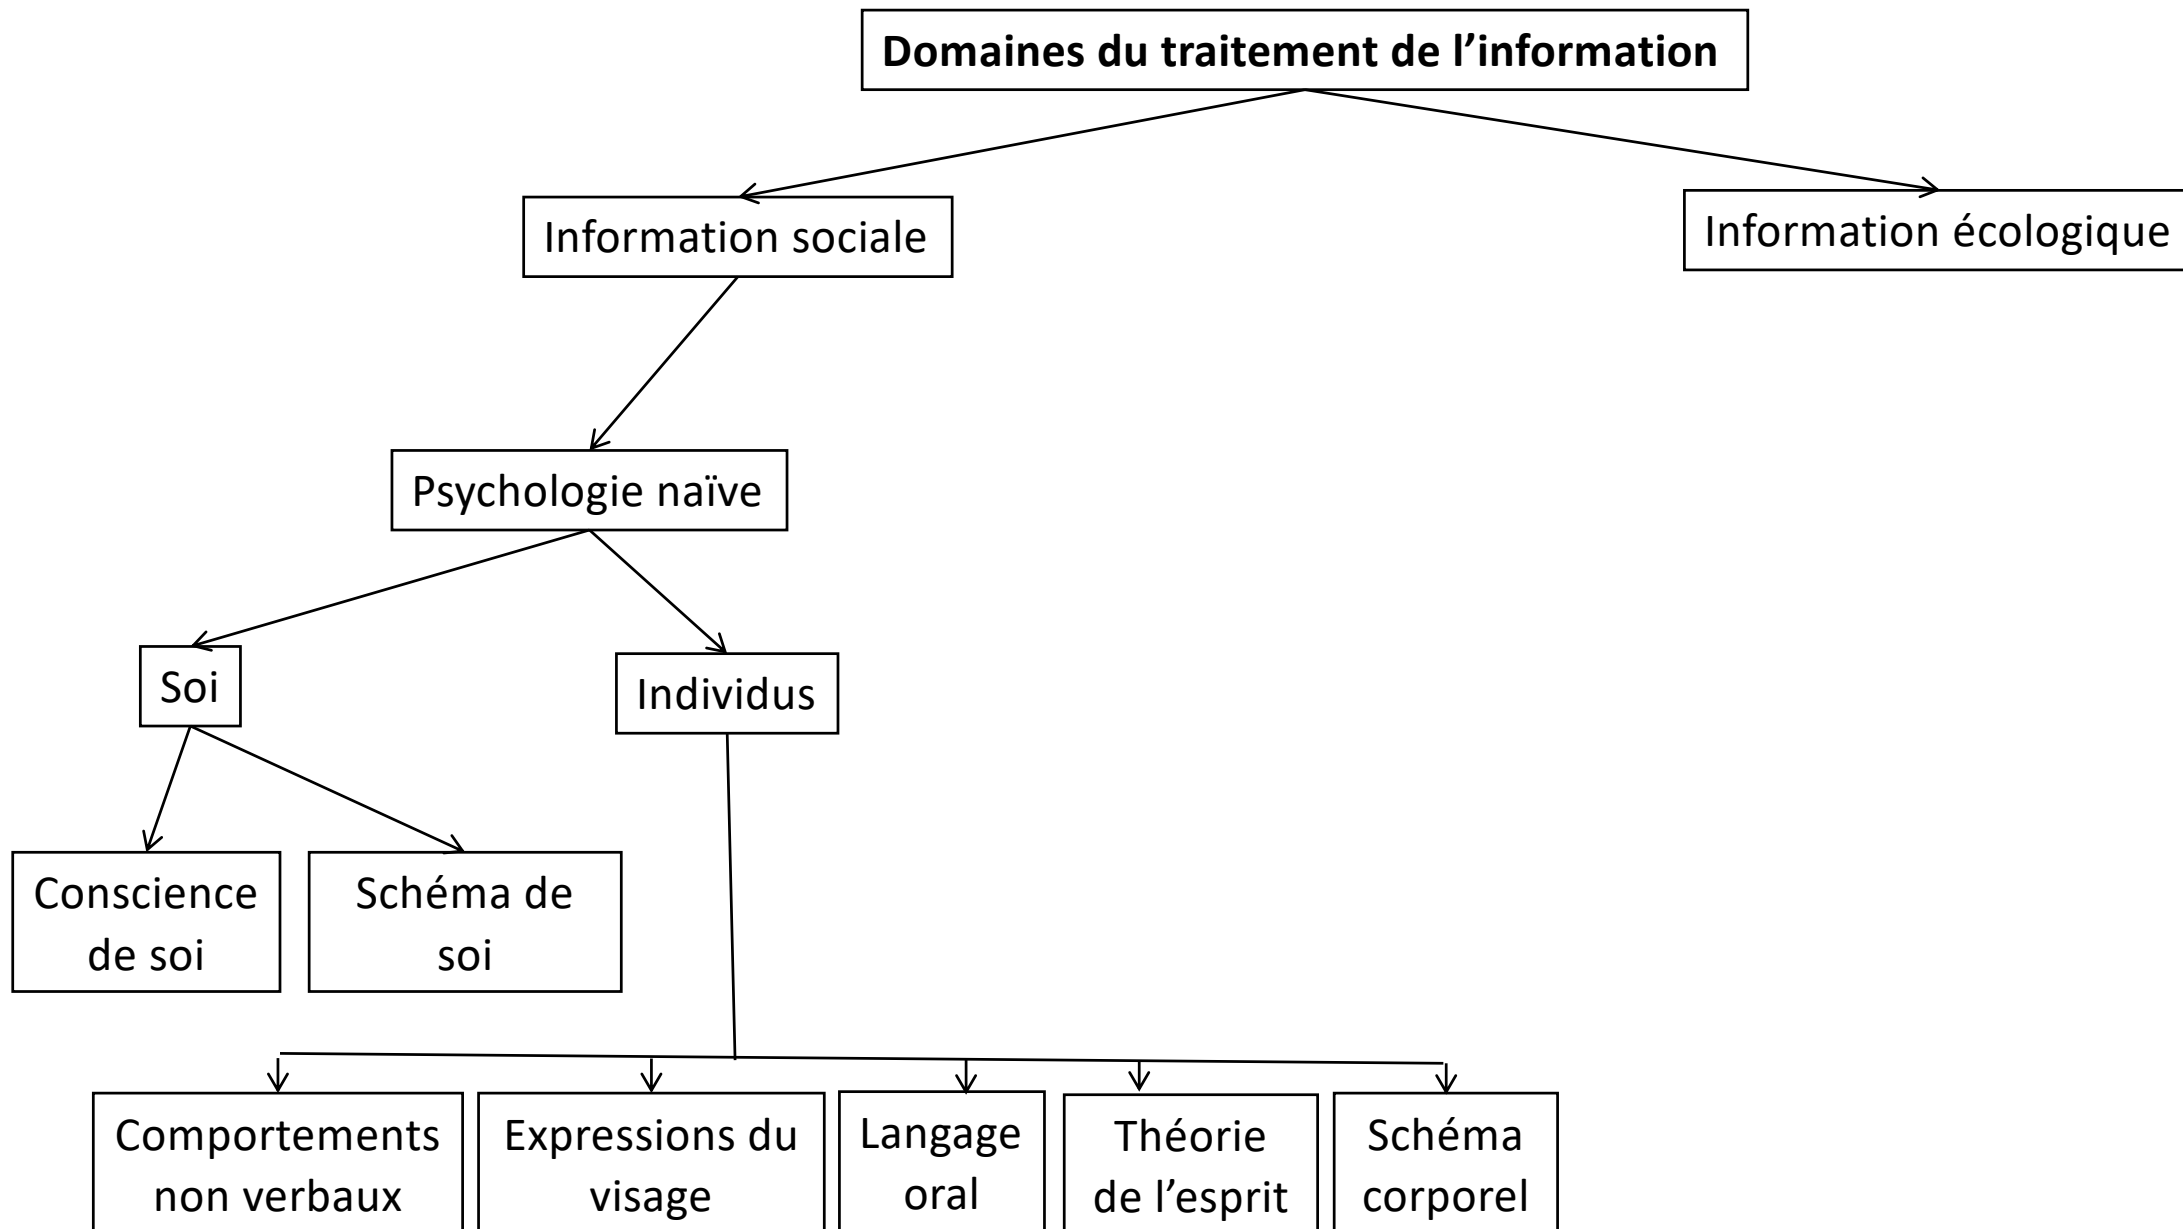 Domaines du traitement de l’information
Information sociale
Information écologique
Psychologie naïve
Soi
Individus
Conscience
de soi
Schéma de
soi
Comportements
non verbaux
Expressions du
visage
Langage
oral
Théorie
de l’esprit
Schéma
corporel